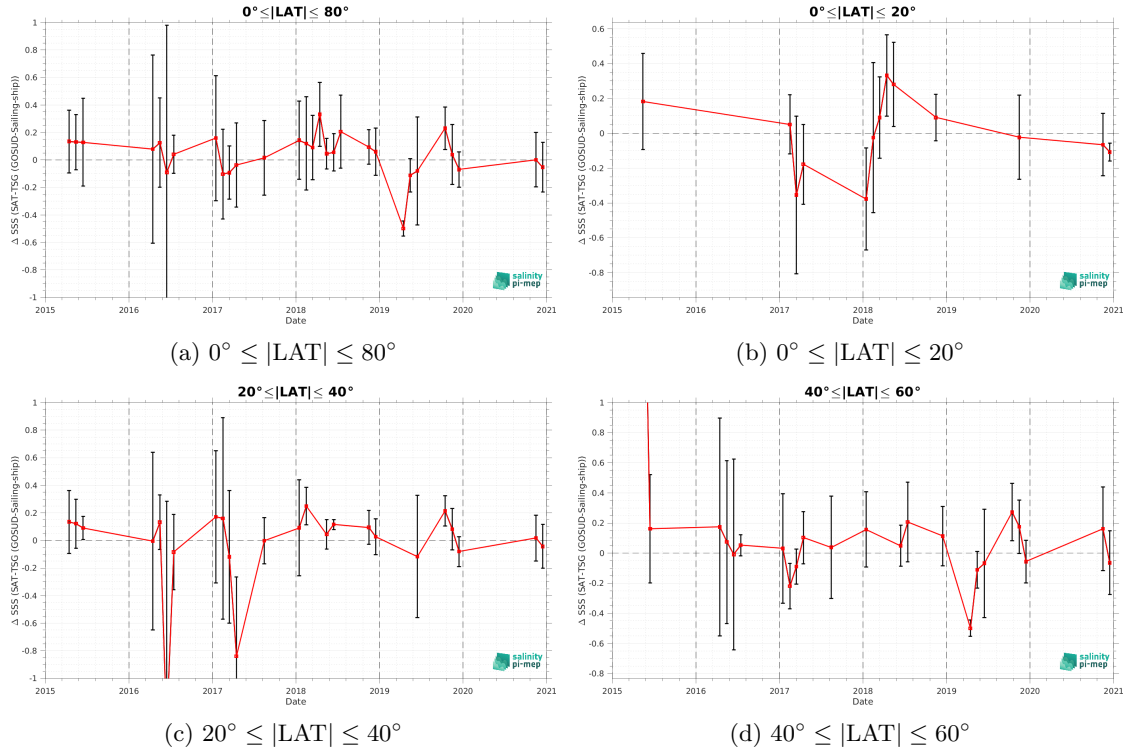 0°≤|LAT|≤ 80°
Δ SSS (SAT-TSG (GOSUD-Sailing-ship))
1
0.8
0.6
0.4
0.2
0
-0.2
-0.4
-0.6
-0.8
-1
2015 2016 2017 2018 2019 2020 2021
Date
salinity
pi-mep
(a) 0° ≤ |LAT| ≤ 80°
0°≤|LAT|≤ 20°
Δ SSS (SAT-TSG (GOSUD-Sailing-ship))
0.8
0.6
0.4
0.2
0
-0.2
-0.4
-0.6
-0.8
2015 2016 2017 2018 2019 2020 2021
Date
salinity
pi-mep
(b) 0° ≤ |LAT| ≤ 20°
20°≤|LAT|≤ 40°
Δ SSS (SAT-TSG (GOSUD-Sailing-ship))
1
0.8
0.6
0.4
0.2
0
-0.2
-0.4
-0.6
-0.8
-1
2015 2016 2017 2018 2019 2020 2021
Date
salinity
pi-mep
(c) 20° ≤ |LAT| ≤ 40°
40°≤|LAT|≤ 60°
Δ SSS (SAT-TSG (GOSUD-Sailing-ship))
1
0.8
0.6
0.4
0.2
0
-0.2
-0.4
-0.6
-0.8
2015 2016 2017 2018 2019 2020 2021
Date
salinity
pi-mep
(d) 40° ≤ |LAT| ≤ 60°